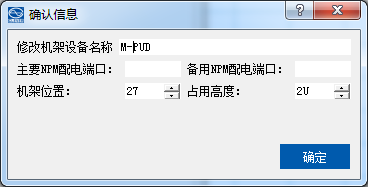 确认信息
修改机架设备名称 M-PUD
主要NPM配电端口： 备用NPM配电端口：
机架位置： 27 占用高度： 2U
确定